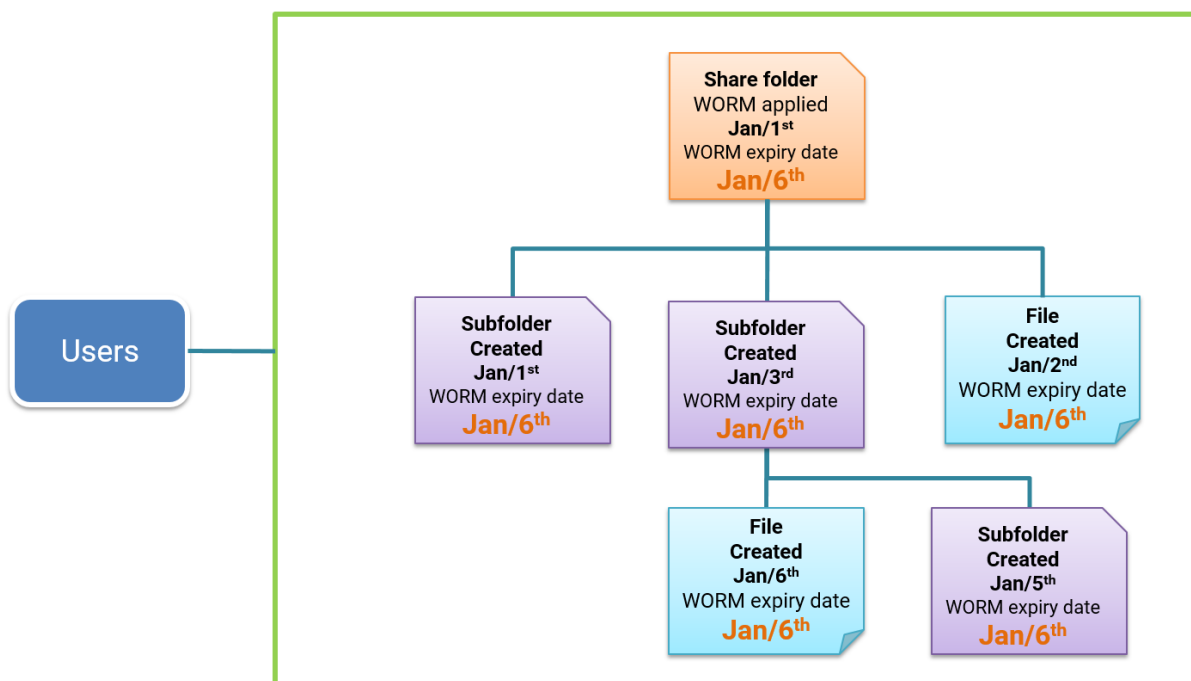 Share folder
WORM applied
Jan/1st
WORM expiry date
Jan/6th
Users
Subfolder
Created
Jan/1st
WORM expiry date
Jan/6th
Subfolder
Created
Jan/3rd
WORM expiry date
Jan/6th
File
Created
Jan/2nd
WORM expiry date
Jan/6th
File
Created
Jan/6th
WORM expiry date
Jan/6th
Subfolder
Created
Jan/5th
WORM expiry date
Jan/6th